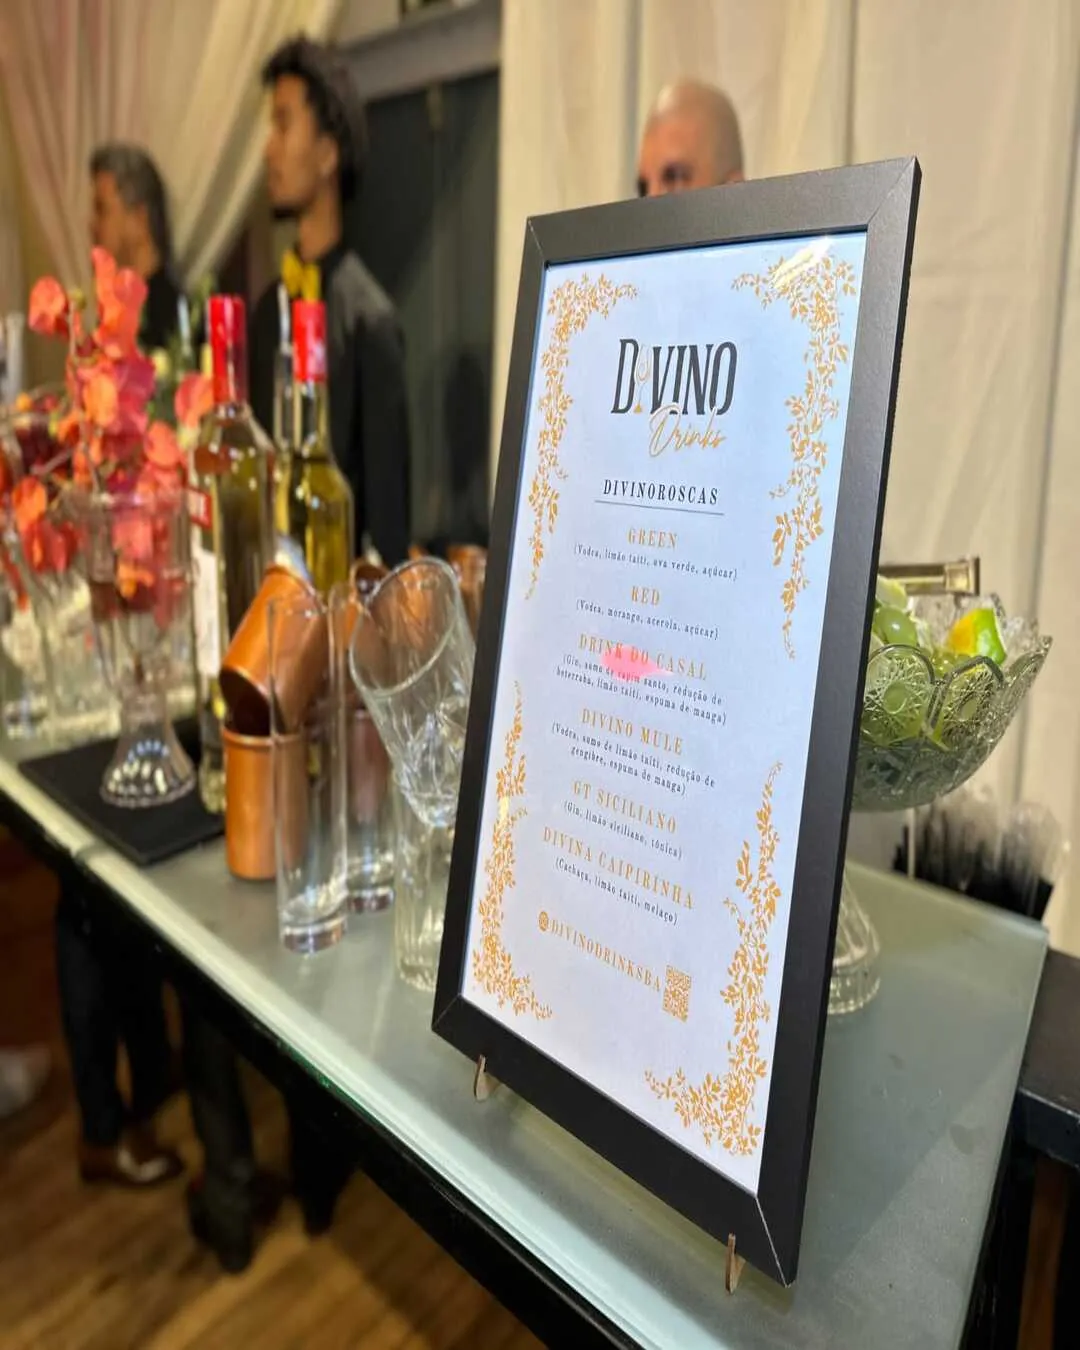 DIVINO
Drinks
DIVINOROSCAS
GREEN
(Vodca, limão taiti, uva verde, açúcar)
RED
(Vodca, morango, acerola, açúcar)
DRINK DO CASAL
(Gin, sumo de capim santo, redução de
beterraba, limão taiti, espuma de manga)
DIVINO MULE
(Vodca, sumo de limão taiti, redução de
gengibre, espuma de manga)
GT SICILIANO
(Gin, limão siciliano, tônica)
DIVINA CAIPIRINHA
(Cachaça, limão taiti, melaço)
@DIVINODRINKSBA